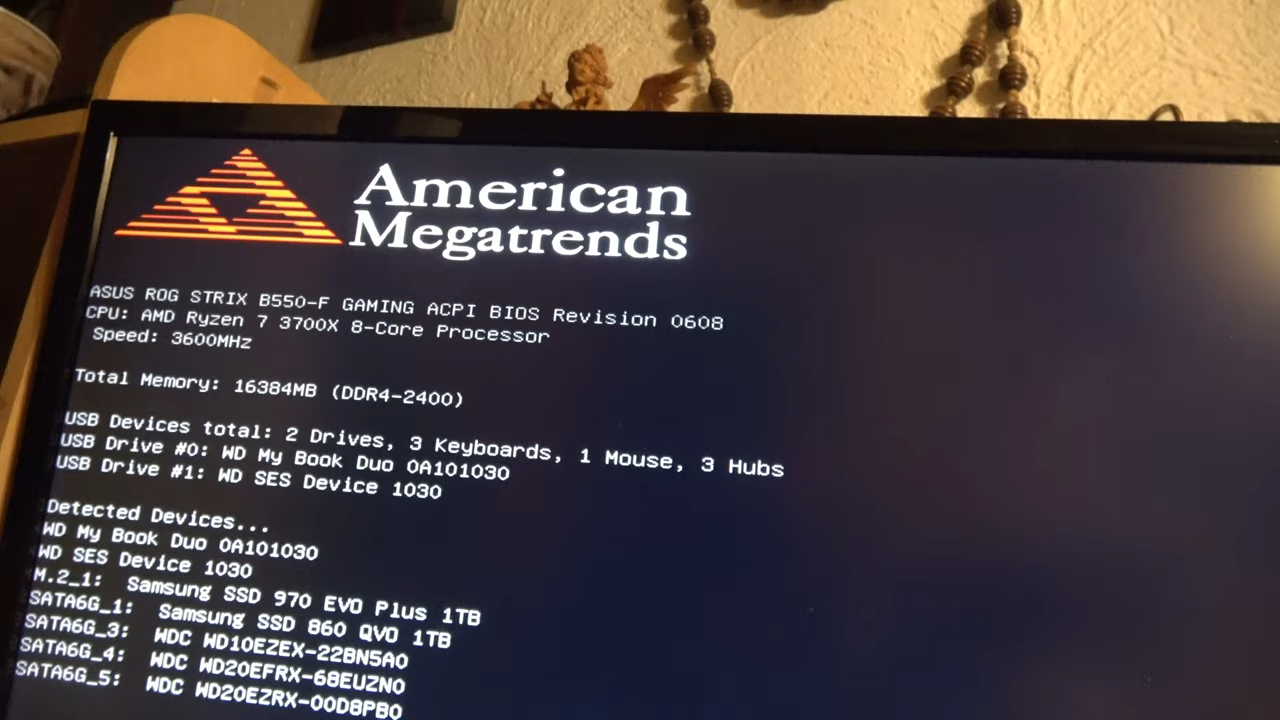 American
Megatrends
ASUS ROG STRIX B550-F GAMING ACPI BIOS Revision 0608
CPU: AMD Ryzen 7 3700X 8-Core Processor
Speed: 3600MHz
Total Memory: 16384MB (DDR4-2400)
USB Devices total: 2 Drives, 3 Keyboards, 1 Mouse, 3 Hubs
USB Drive #0: WD My Book Duo 0A101030
USB Drive #1: WD SES Device 1030
Detected Devices...
WD My Book Duo 0A101030
WD SES Device 1030
M.2_1: Samsung SSD 970 EVO Plus 1TB
SATA6G_1: Samsung SSD 860 QVO 1TB
SATA6G_3: WDC WD10EZEX-22BN5A0
SATA6G_4: WDC WD20EFRX-68EUZN0
SATA6G_5: WDC WD20EZRX-00D8PB0